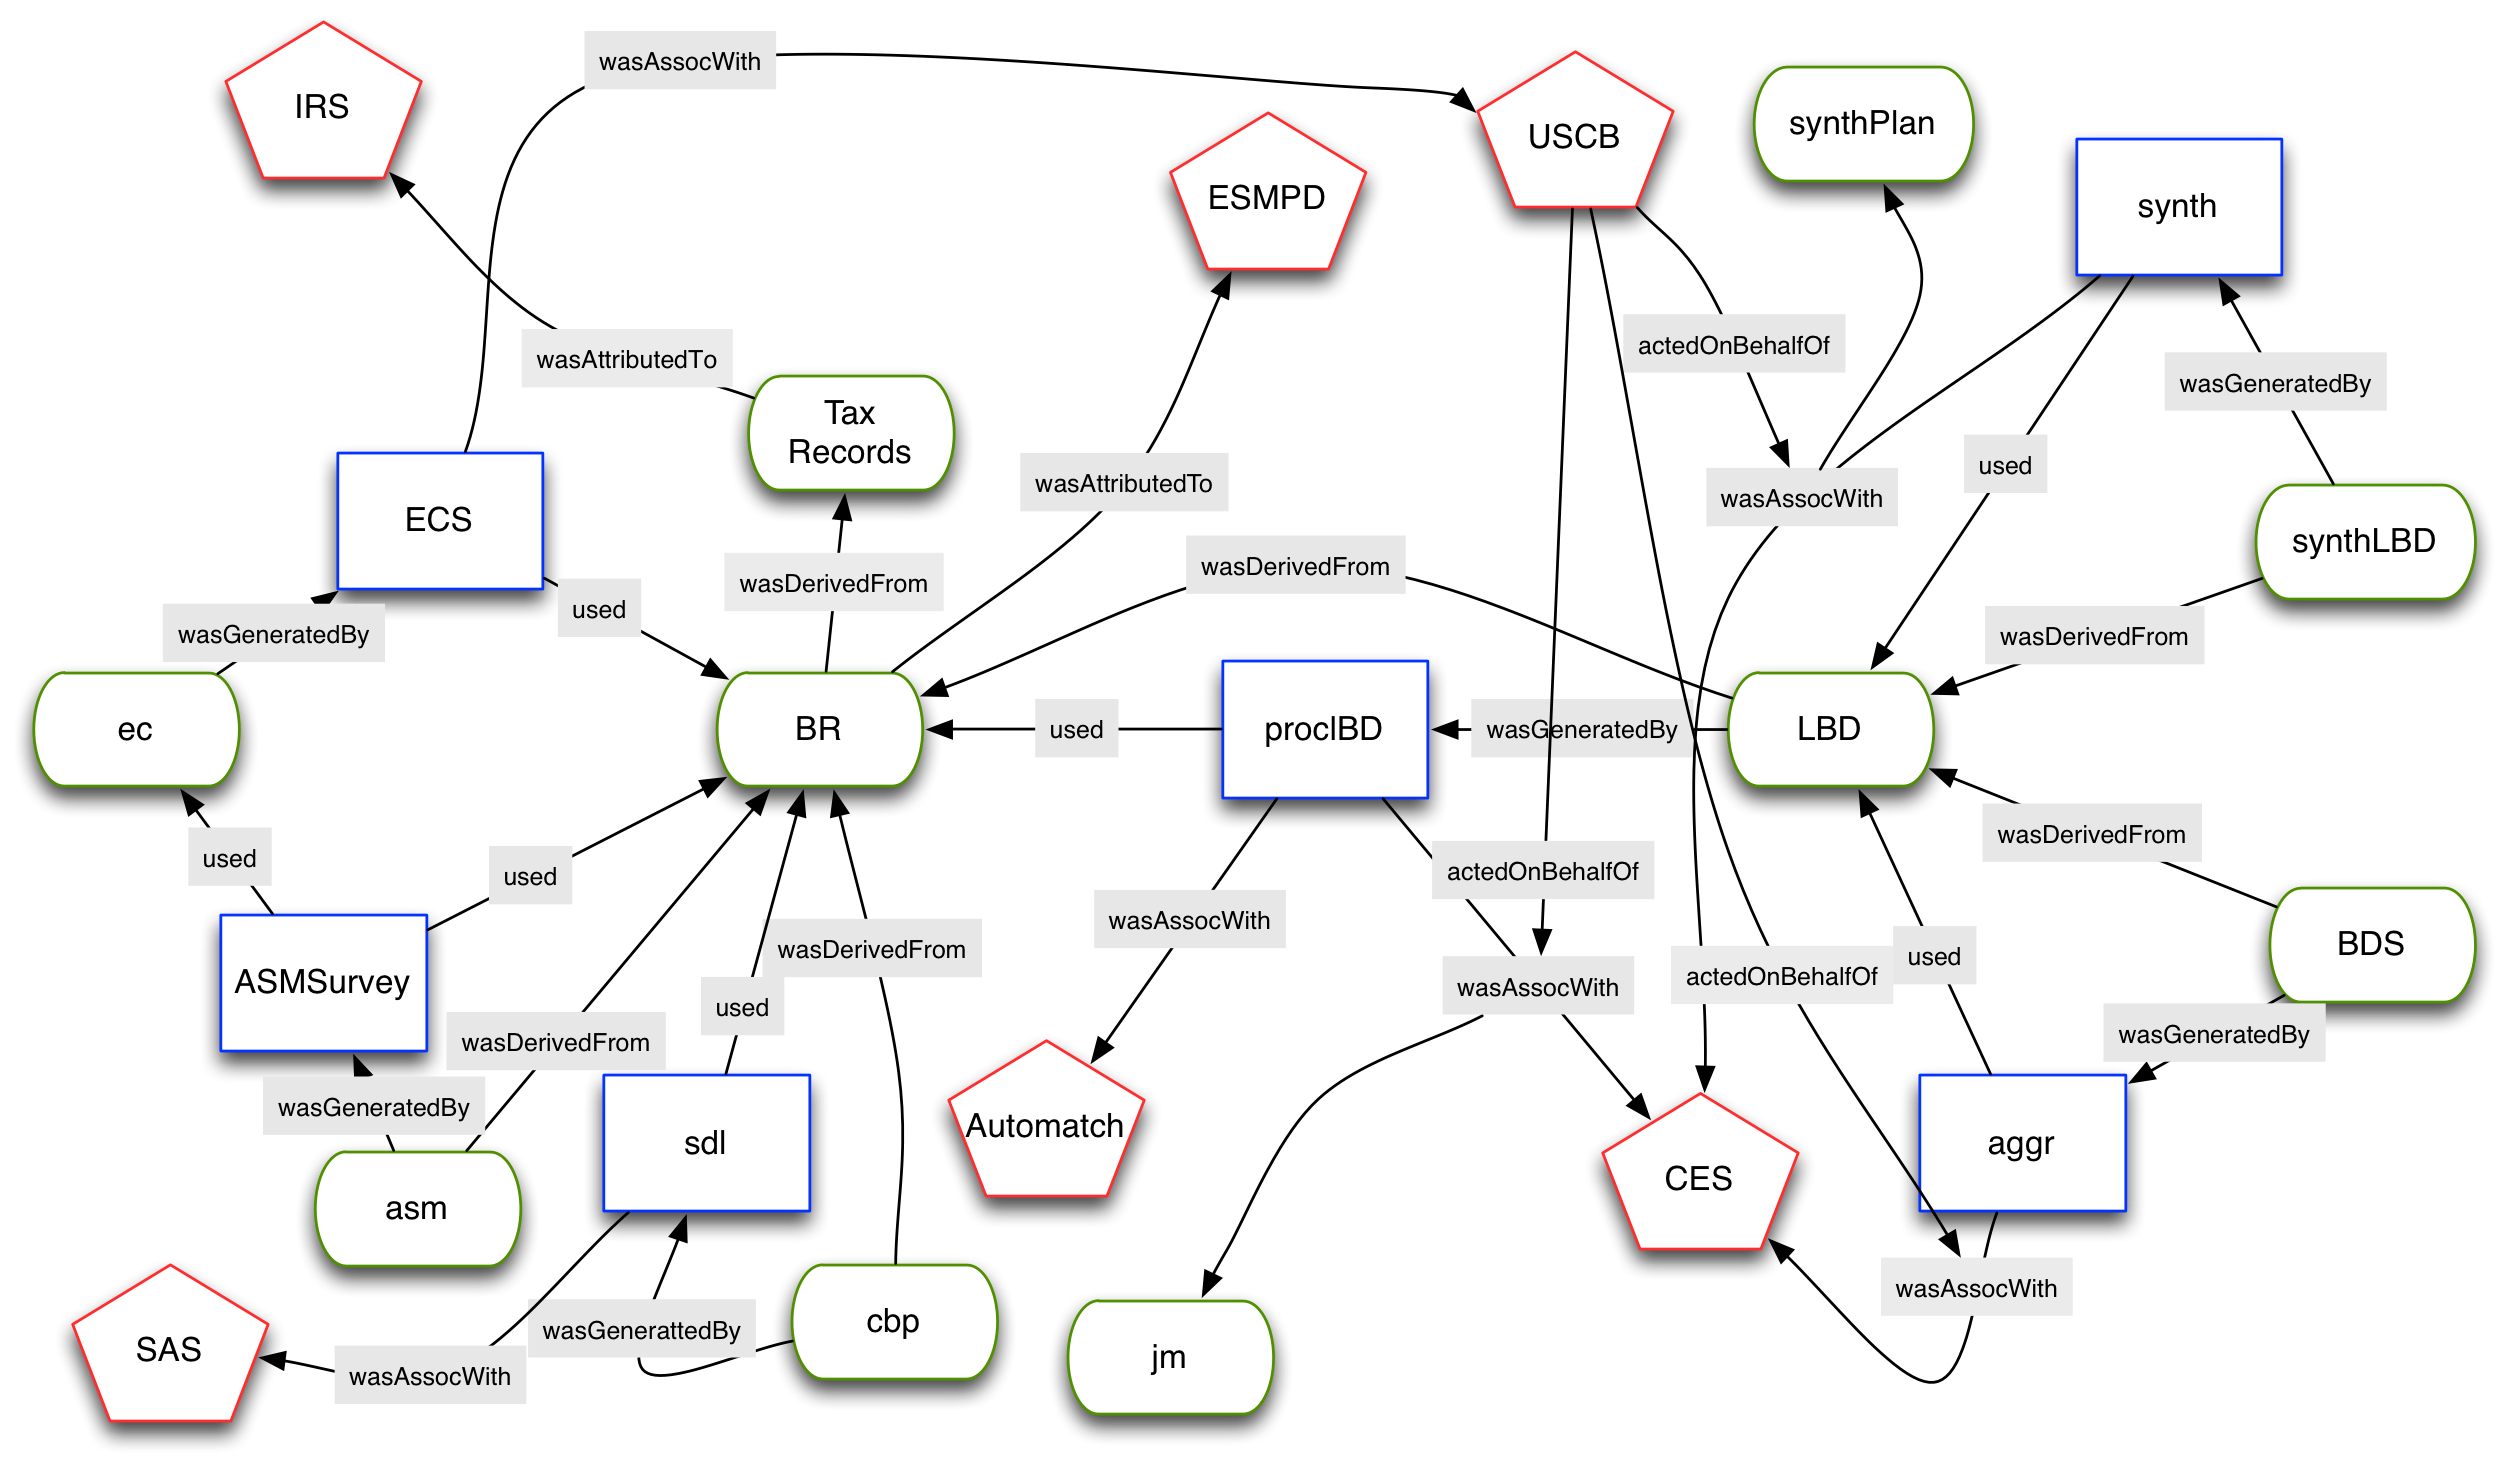 wasAssocWith
IRS
USCB
synthPlan
ESMPD
synth
actedOnBehalfOf
wasAttributedTo
wasGeneratedBy
Tax
Records
used
wasAttributedTo
wasAssocWith
ECS
synthLBD
wasDerivedFrom
wasDerivedFrom
used
wasGeneratedBy
wasDerivedFrom
ec
BR
used
proclBD
wasGeneratedBy
LBD
wasDerivedFrom
used
used
actedOnBehalfOf
wasAssocWith
BDS
wasDerivedFrom
used
ASMSurvey
actedOnBehalfOf
wasAssocWith
used
wasGeneratedBy
wasDerivedFrom
wasGeneratedBy
Automatch
sdl
aggr
CES
asm
wasAssocWith
cbp
wasGenerattedBy
SAS
jm
wasAssocWith